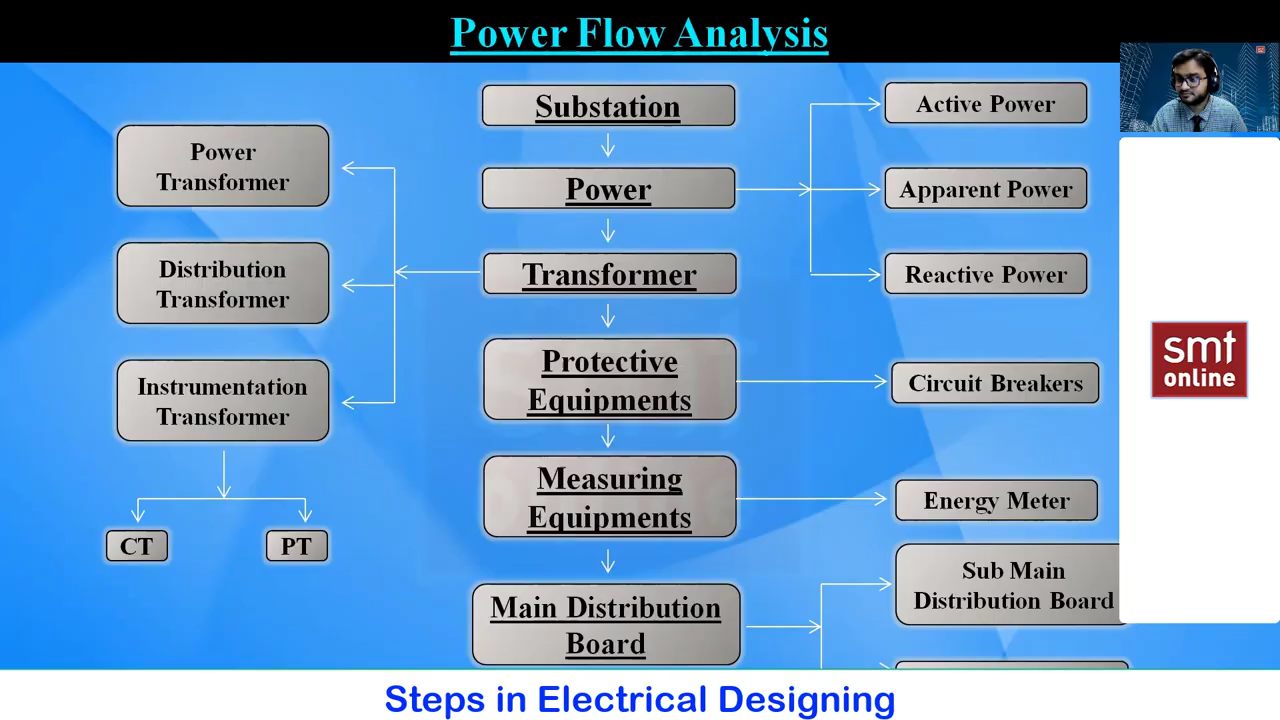 Power Flow Analysis
Substation
Power
Transformer
Protective
Equipments
Measuring
Equipments
Main Distribution
Board
Active Power
Apparent Power
Reactive Power
Circuit Breakers
Energy Meter
Sub Main
Distribution Board
Power
Transformer
Distribution
Transformer
Instrumentation
Transformer
CT
PT
smt
online
Steps in Electrical Designing